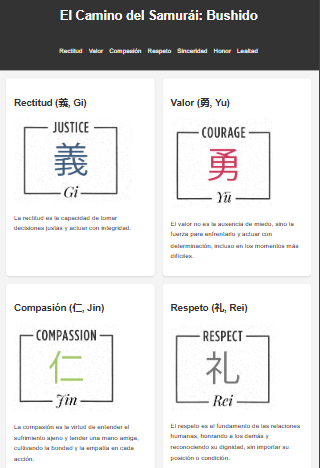 El Camino del Samurái: Bushido
Rectitud Valor Compasión Respeto Sinceridad Honor Lealtad
Rectitud (義, Gi)
JUSTICE
義
Gi
La rectitud es la capacidad de tomar
decisiones justas y actuar con integridad.
Valor (勇, Yu)
COURAGE
勇
Yū
El valor no es la ausencia de miedo, sino la
fuerza para enfrentarlo y actuar con
determinación, incluso en los momentos más
difíciles.
Compasión (仁, Jin)
COMPASSION
仁
Jin
La compasión es la virtud de entender el
sufrimiento ajeno y tender una mano amiga,
cultivando la bondad y la empatía en cada
acción.
Respeto (礼, Rei)
RESPECT
礼
Rei
El respeto es el fundamento de las relaciones
humanas, honrando a los demás y
reconociendo su dignidad, sin importar su
posición o condición.